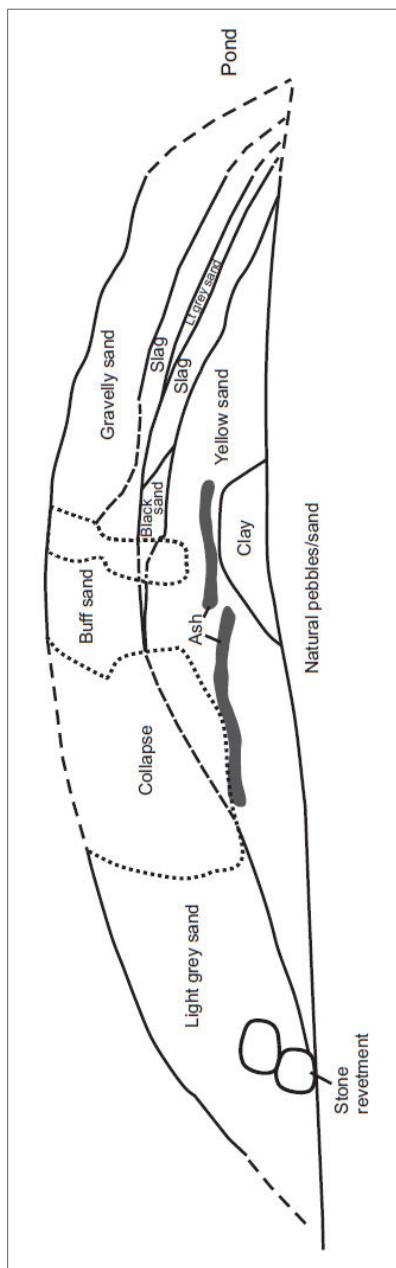 Pond
Gravelly sand
Buff sand
Collapse
Light grey sand
Slag
Lt grey sand
Slag
Black
sand
Yellow sand
Ash
Clay
Natural pebbles/sand
Stone
revetment